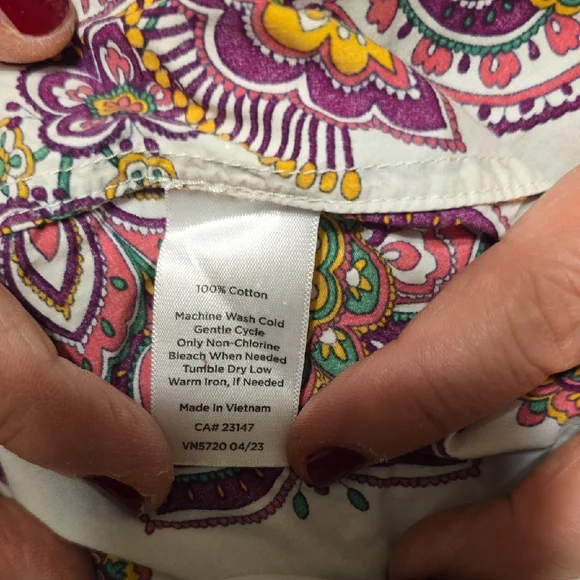 100% Cotton
Machine Wash Cold
Gentle Cycle
Only Non-Chlorine
Bleach When Needed
Tumble Dry Low
Warm Iron, If Needed
Made in Vietnam
CA# 23147
VN5720 04/23